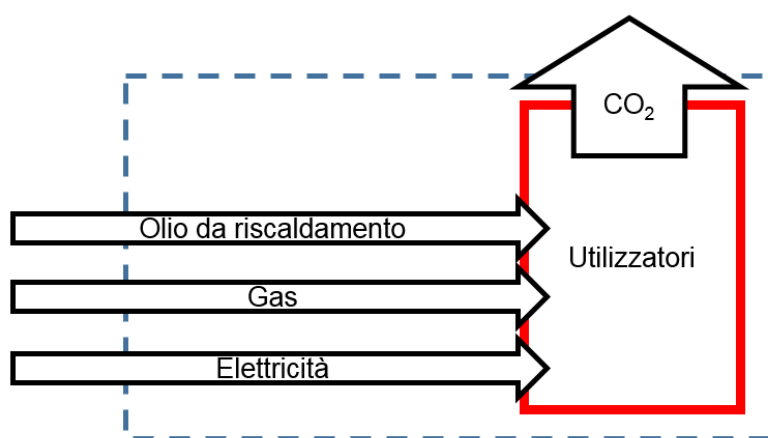 CO₂
Olio da riscaldamento
Utilizzatori
Gas
Elettricità